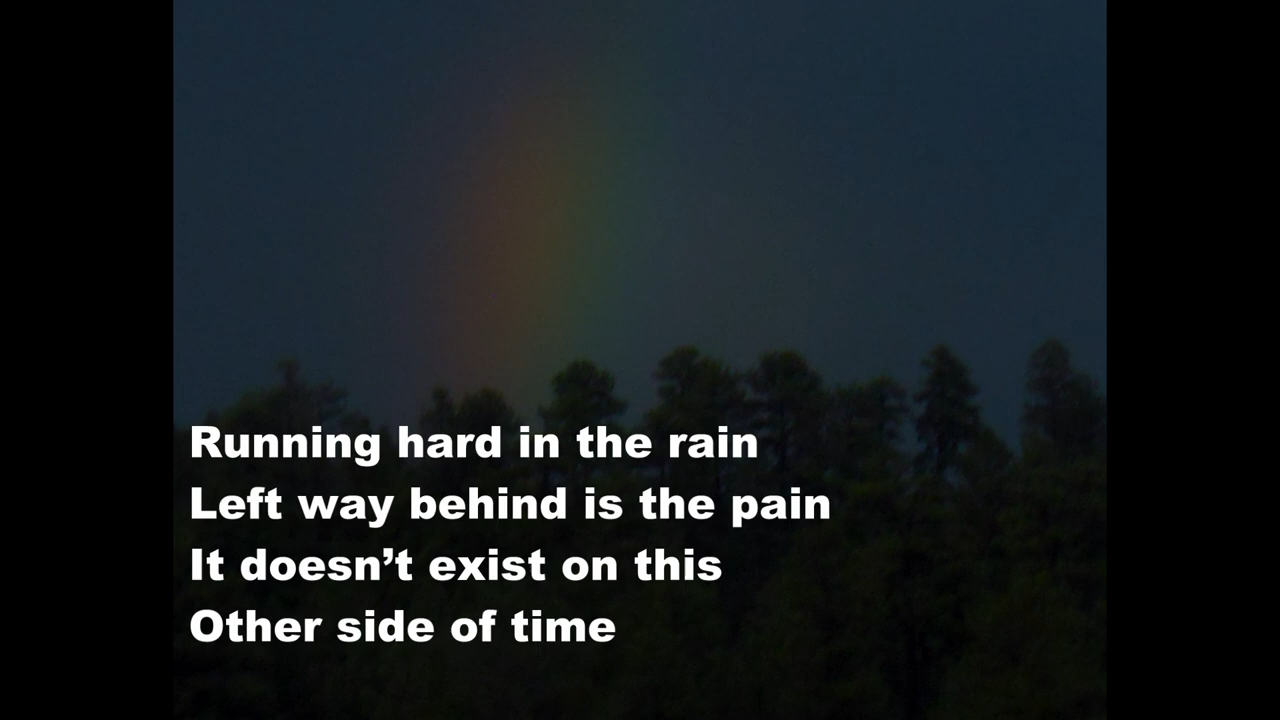 Running hard in the rain
Left way behind is the pain
It doesn’t exist on this
Other side of time